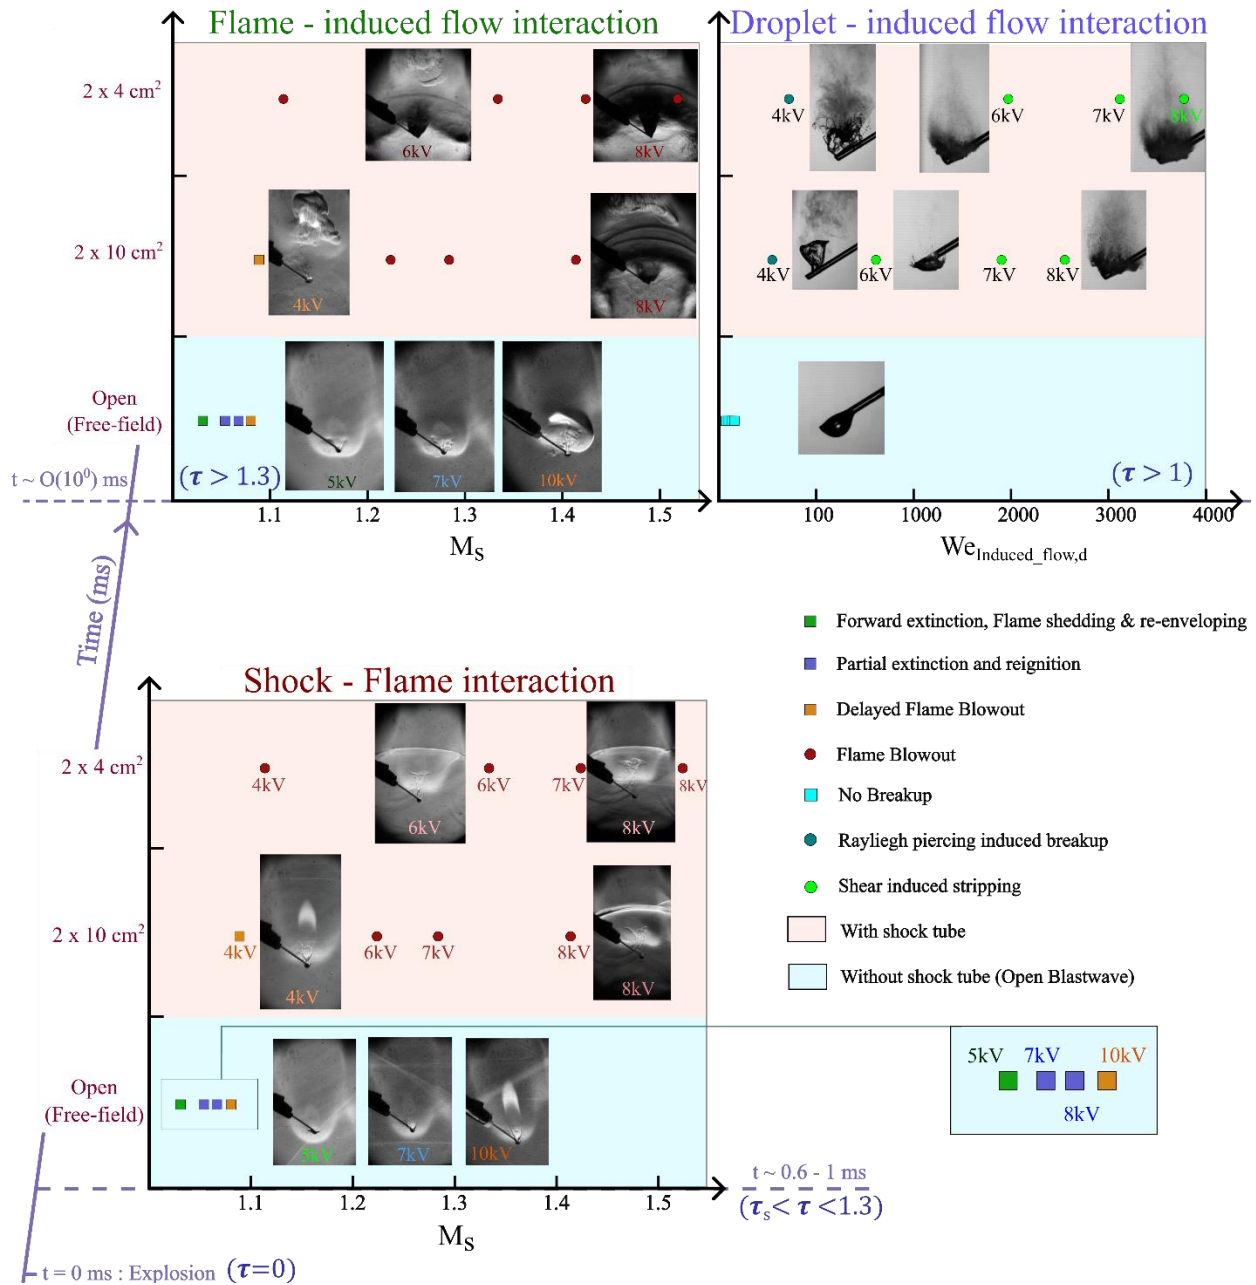 Flame - induced flow interaction
2 x 4 cm²
6kV
8kV
2 x 10 cm²
4kV
8kV
Open
(Free-field)
(τ > 1.3)
5kV
7kV
10kV
t ~ O(10⁰) ms
1.1
1.2
1.3
1.4
1.5
M_S
Droplet - induced flow interaction
4kV
6kV
7kV
8kV
4kV
6kV
7kV
8kV
(τ > 1)
100
1000
2000
3000
4000
We_Induced_flow,d
Time (ms)
Forward extinction, Flame shedding & re-enveloping
Partial extinction and reignition
Delayed Flame Blowout
Flame Blowout
No Breakup
Rayliegh piercing induced breakup
Shear induced stripping
With shock tube
Without shock tube (Open Blastwave)
Shock - Flame interaction
2 x 4 cm²
4kV
6kV
6kV
7kV
8kV
8kV
2 x 10 cm²
4kV
4kV
6kV
7kV
8kV
8kV
Open
(Free-field)
5kV
7kV
10kV
5kV
7kV
10kV
8kV
1.1
1.2
1.3
1.4
1.5
M_S
t ~ 0.6 - 1 ms
(τ_s < τ <1.3)
t = 0 ms : Explosion (τ=0)